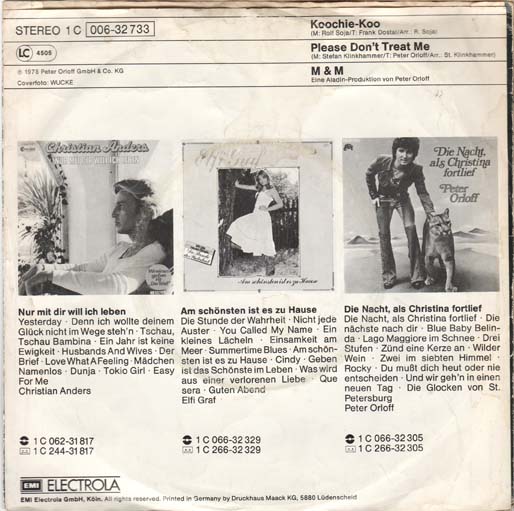 STEREO 1 C 006-32 733
LC 4505
℗ 1978 Peter Orloff GmbH & Co. KG
Coverfoto: WUCKE
Koochie-Koo
(M: Rolf Soja/T: Frank Dostal/Arr.: R. Soja)
Please Don't Treat Me
(M: Stefan Klinkhammer/T: Peter Orloff/Arr.: St. Klinkhammer)
M & M
Eine Aladin-Produktion von Peter Orloff
Christian Anders
NUR MIT DIR WILL ICH LEBEN
Elfi Graf
Am schönsten ist es zu Hause
Die Nacht,
als Christina
fortlief
Peter
Orloff
Nur mit dir will ich leben
Yesterday · Denn ich wollte deinem
Glück nicht im Wege steh'n · Tschau,
Tschau Bambina · Ein Jahr ist keine
Ewigkeit · Husbands And Wives · Der
Brief · Love What A Feeling · Mädchen
Namenlos · Dunja · Tokio Girl · Easy
For Me
Christian Anders
1 C 062-31 817
1 C 244-31 817
Am schönsten ist es zu Hause
Die Stunde der Wahrheit · Nicht jede
Auster · You Called My Name · Ein
kleines Lächeln · Einsamkeit am
Meer · Summertime Blues · Am schön-
sten ist es zu Hause · Cindy · Geben
ist das Schönste im Leben · Was wird
aus einer verlorenen Liebe · Que
sera · Guten Abend
Elfi Graf
1 C 066-32 329
1 C 266-32 329
Die Nacht, als Christina fortlief
Die Nacht, als Christina fortlief · Die
nächste nach dir · Blue Baby Belin-
da · Lago Maggiore im Schnee · Drei
Stufen · Zünd eine Kerze an · Wilder
Wein · Zwei im siebten Himmel ·
Rocky · Du mußt dich heut oder nie
entscheiden · Und wir geh'n in einen
neuen Tag · Die Glocken von St.
Petersburg
Peter Orloff
1 C 066-32 305
1 C 266-32 305
EMI ELECTROLA
EMI Electrola GmbH, Köln. All rights reserved. Printed in Germany by Druckhaus Maack KG, 5880 Lüdenscheid